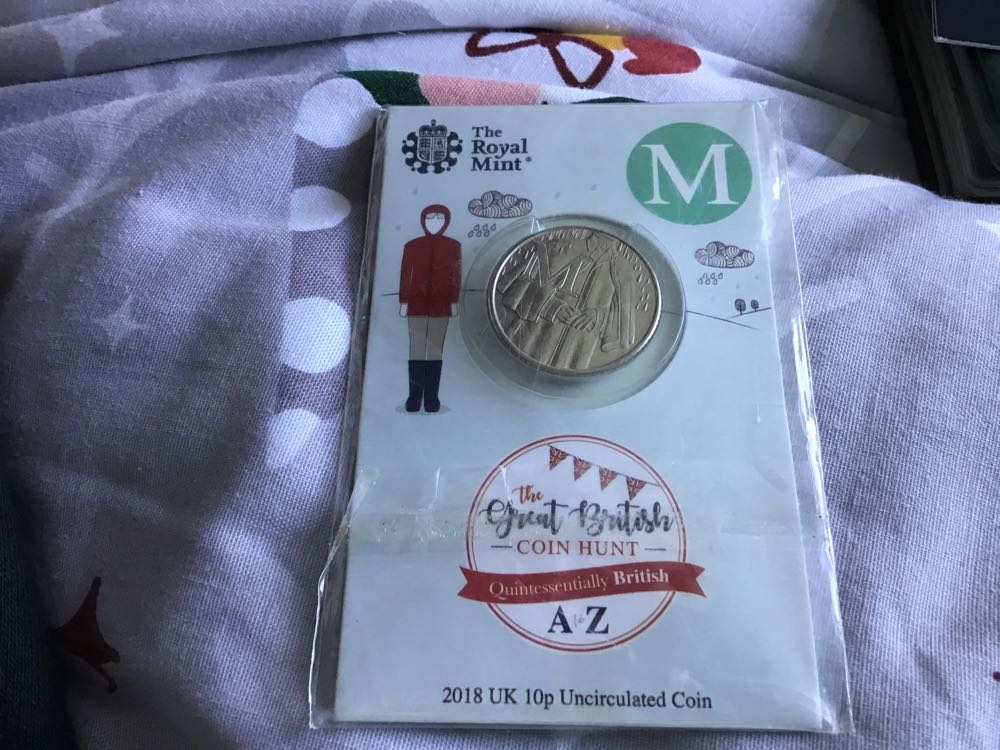 The
Royal
Mint®
M
M
the
Great British
COIN HUNT
Quintessentially British
A to Z
2018 UK 10p Uncirculated Coin